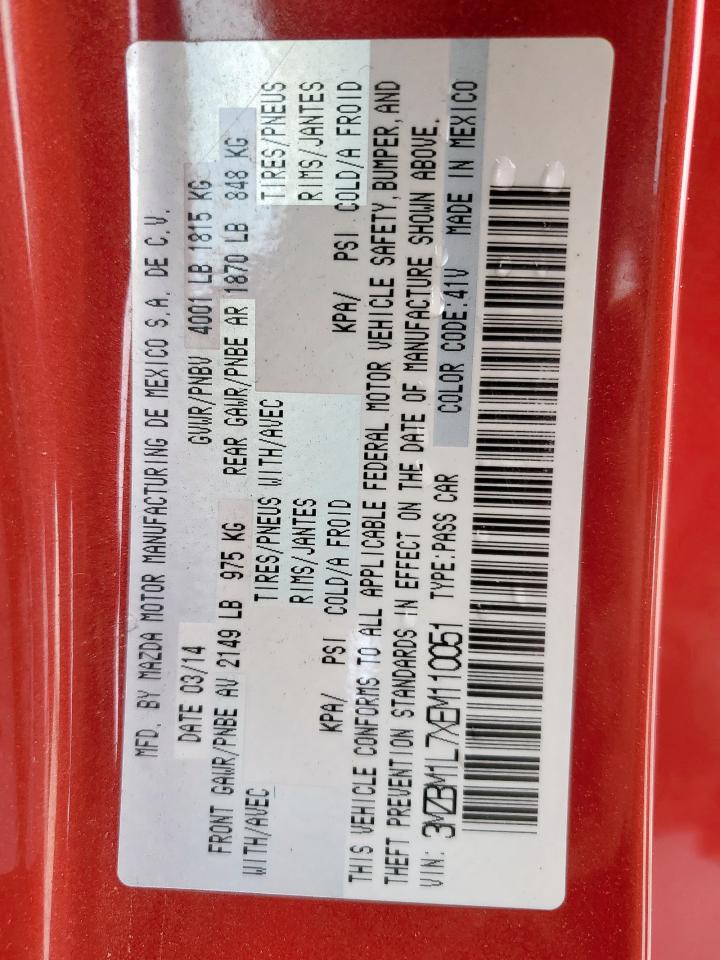 MFD. BY MAZDA MOTOR MANUFACTURING DE MEXICO S.A. DE C.V.
DATE 03/14 GVWR/PNBV 4001 LB 1815 KG
FRONT GAWR/PNBE AV 2149 LB 975 KG REAR GAWR/PNBE AR 1870 LB 848 KG
WITH/AVEC TIRES/PNEUS WITH/AVEC TIRES/PNEUS
RIMS/JANTES RIMS/JANTES
KPA/ PSI COLD/A FROID KPA/ PSI COLD/A FROID
THIS VEHICLE CONFORMS TO ALL APPLICABLE FEDERAL MOTOR VEHICLE SAFETY, BUMPER, AND
THEFT PREVENTION STANDARDS IN EFFECT ON THE DATE OF MANUFACTURE SHOWN ABOVE.
VIN: 3MZBM1L7XEM110051 TYPE:PASS CAR COLOR CODE:41V MADE IN MEXICO